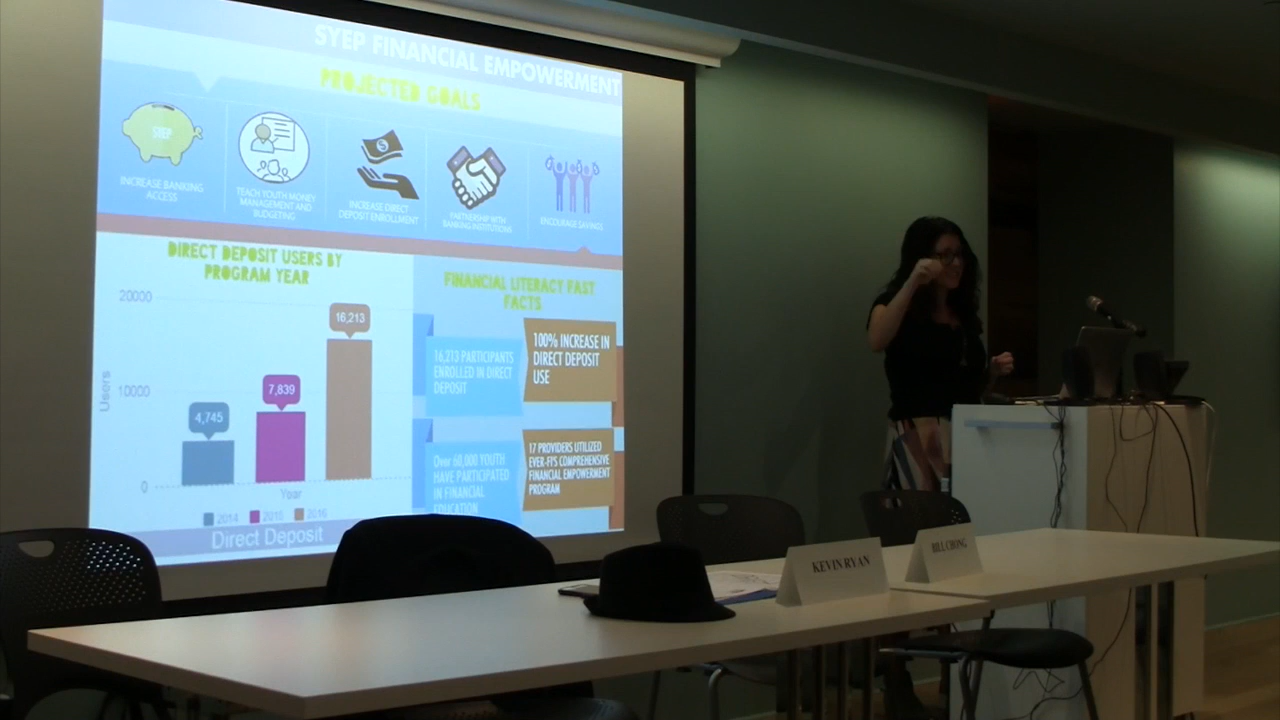 SYEP FINANCIAL EMPOWERMENT
PROJECTED GOALS
SYEP
INCREASE BANKING
ACCESS
TEACH YOUTH MONEY
MANAGEMENT AND
BUDGETING
INCREASE DIRECT
DEPOSIT ENROLLMENT
PARTNERSHIP WITH
BANKING INSTITUTIONS
ENCOURAGE SAVINGS
DIRECT DEPOSIT USERS BY
PROGRAM YEAR
20000
10000
0
Users
4,745
7,839
16,213
Year
2014 2015 2016
Direct Deposit
FINANCIAL LITERACY FAST
FACTS
16,213 PARTICIPANTS
ENROLLED IN DIRECT
DEPOSIT
100% INCREASE IN
DIRECT DEPOSIT
USE
Over 60,000 YOUTH
HAVE PARTICIPATED
IN FINANCIAL
EDUCATION
17 PROVIDERS UTILIZED
EVER-FI'S COMPREHENSIVE
FINANCIAL EMPOWERMENT
PROGRAM
KEVIN RYAN
BILL CHONG